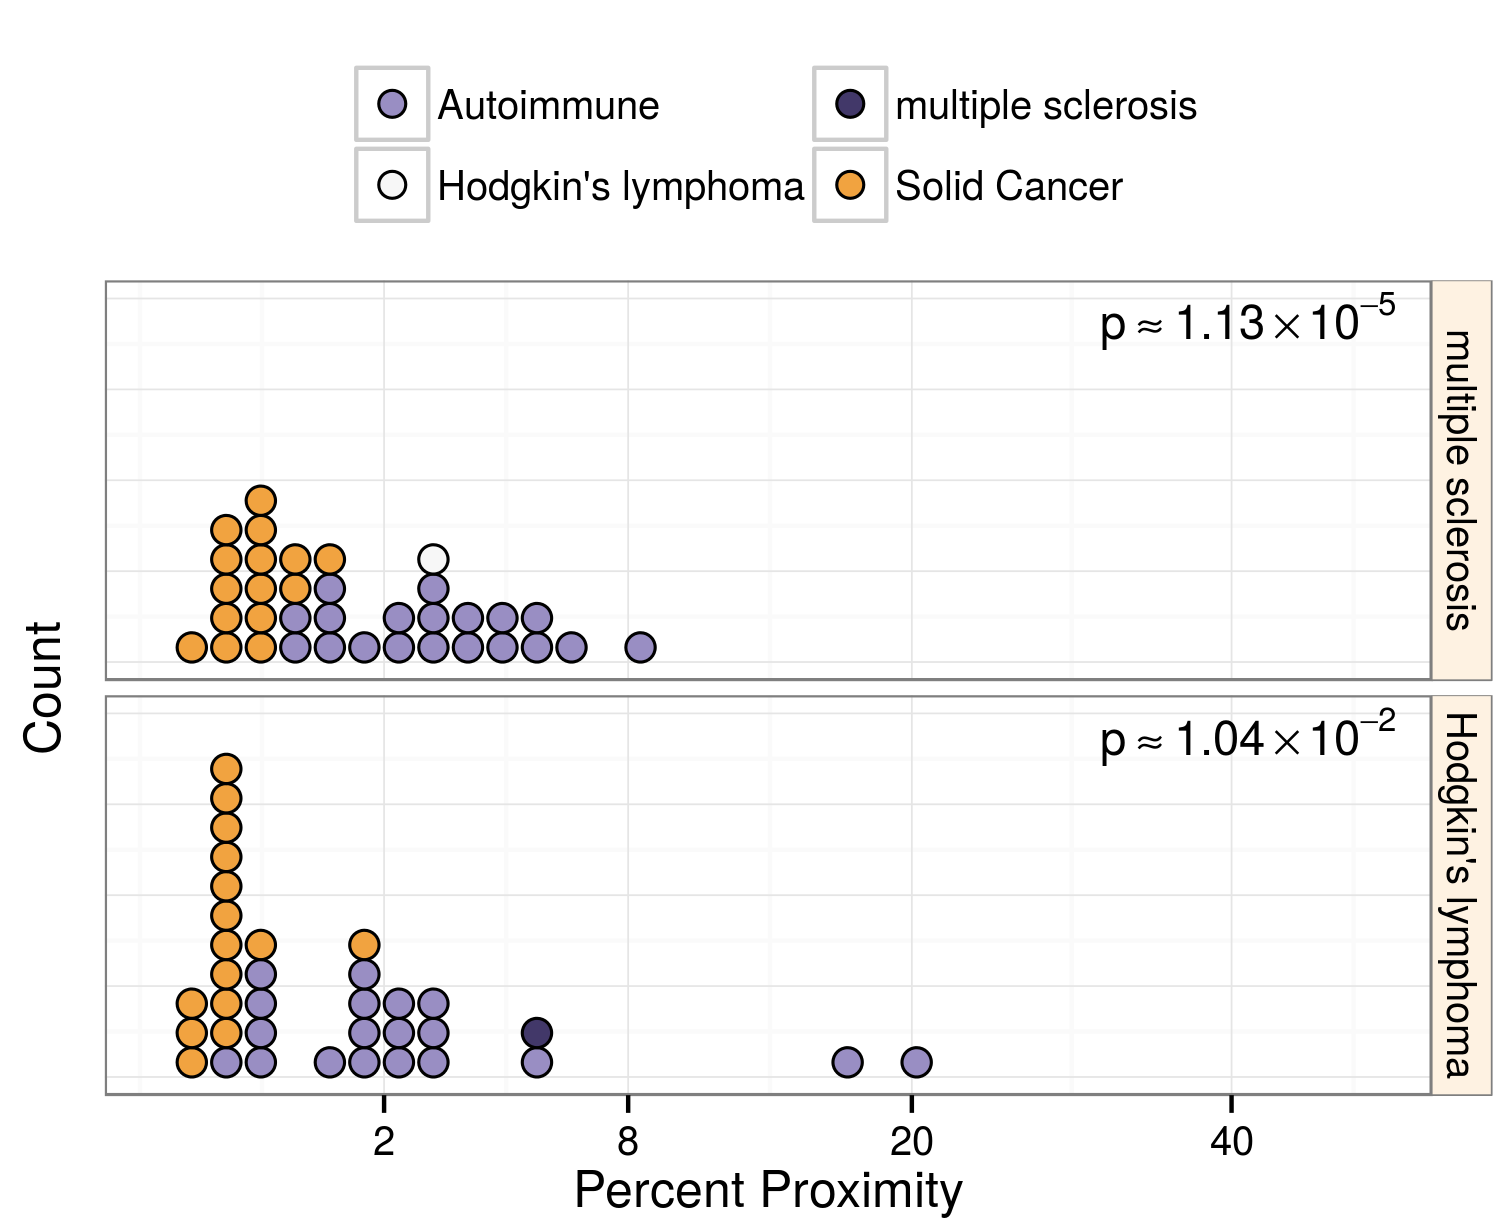 Autoimmune
multiple sclerosis
Hodgkin's lymphoma
Solid Cancer
p ≈ 1.13 × 10⁻⁵
multiple sclerosis
Count
p ≈ 1.04 × 10⁻²
Hodgkin's lymphoma
2 8 20 40
Percent Proximity